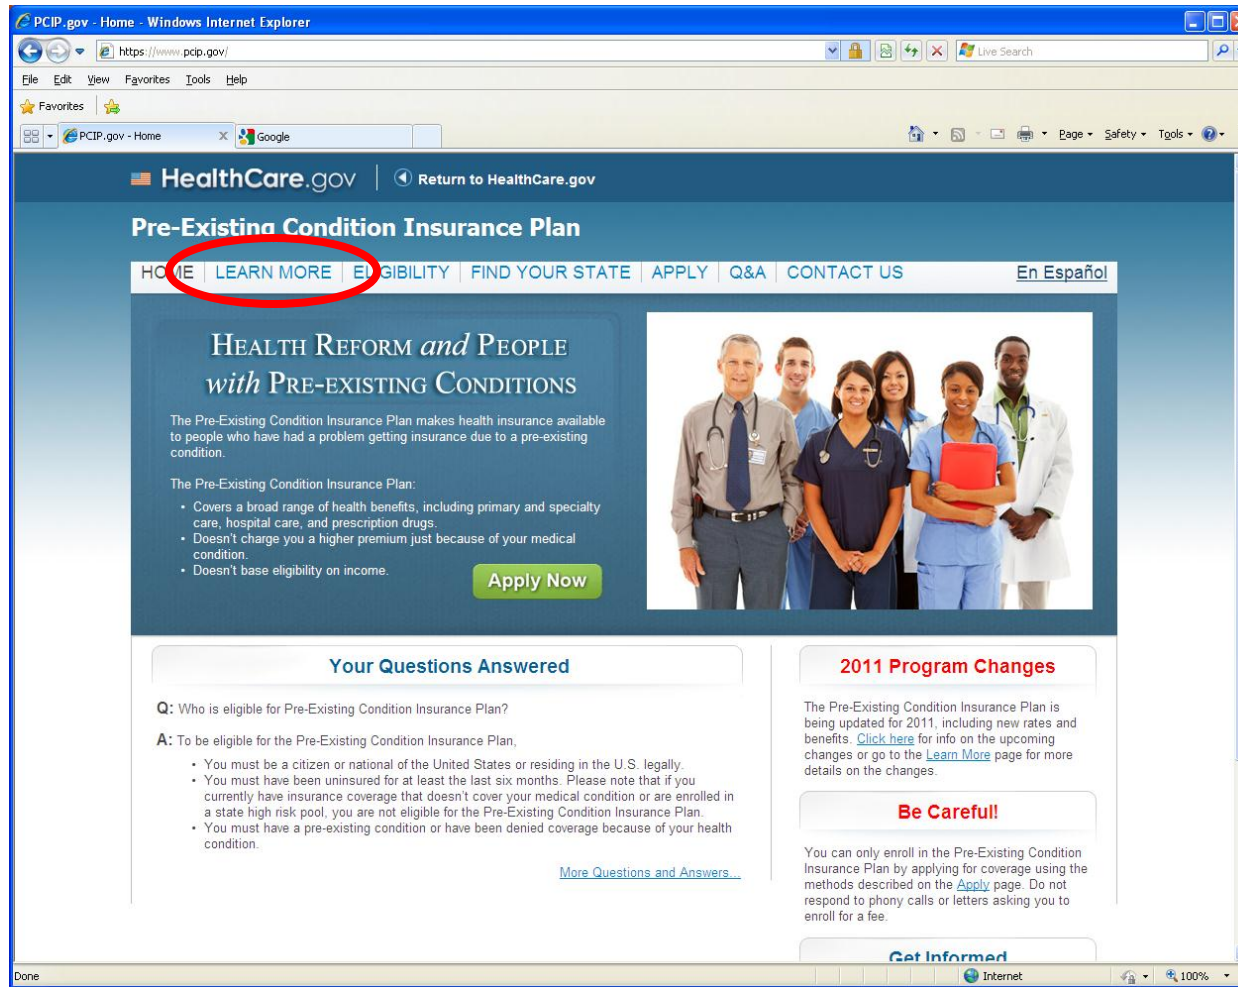 PCIP.gov - Home - Windows Internet Explorer
https://www.pcip.gov/
Live Search
File Edit View Favorites Tools Help
Favorites
PCIP.gov - Home X Google
Page Safety Tools
HealthCare.gov Return to HealthCare.gov
Pre-Existing Condition Insurance Plan
HOME LEARN MORE ELIGIBILITY FIND YOUR STATE APPLY Q&A CONTACT US En Español
HEALTH REFORM and PEOPLE
with PRE-EXISTING CONDITIONS
The Pre-Existing Condition Insurance Plan makes health insurance available
to people who have had a problem getting insurance due to a pre-existing
condition.
The Pre-Existing Condition Insurance Plan:
• Covers a broad range of health benefits, including primary and specialty
care, hospital care, and prescription drugs.
• Doesn't charge you a higher premium just because of your medical
condition.
• Doesn't base eligibility on income.
Apply Now
Your Questions Answered
Q: Who is eligible for Pre-Existing Condition Insurance Plan?
A: To be eligible for the Pre-Existing Condition Insurance Plan,
• You must be a citizen or national of the United States or residing in the U.S. legally.
• You must have been uninsured for at least the last six months. Please note that if you
currently have insurance coverage that doesn't cover your medical condition or are enrolled in
a state high risk pool, you are not eligible for the Pre-Existing Condition Insurance Plan.
• You must have a pre-existing condition or have been denied coverage because of your health
condition.
More Questions and Answers...
2011 Program Changes
The Pre-Existing Condition Insurance Plan is
being updated for 2011, including new rates and
benefits. Click here for info on the upcoming
changes or go to the Learn More page for more
details on the changes.
Be Careful!
You can only enroll in the Pre-Existing Condition
Insurance Plan by applying for coverage using the
methods described on the Apply page. Do not
respond to phony calls or letters asking you to
enroll for a fee.
Get Informed
Done Internet 100%